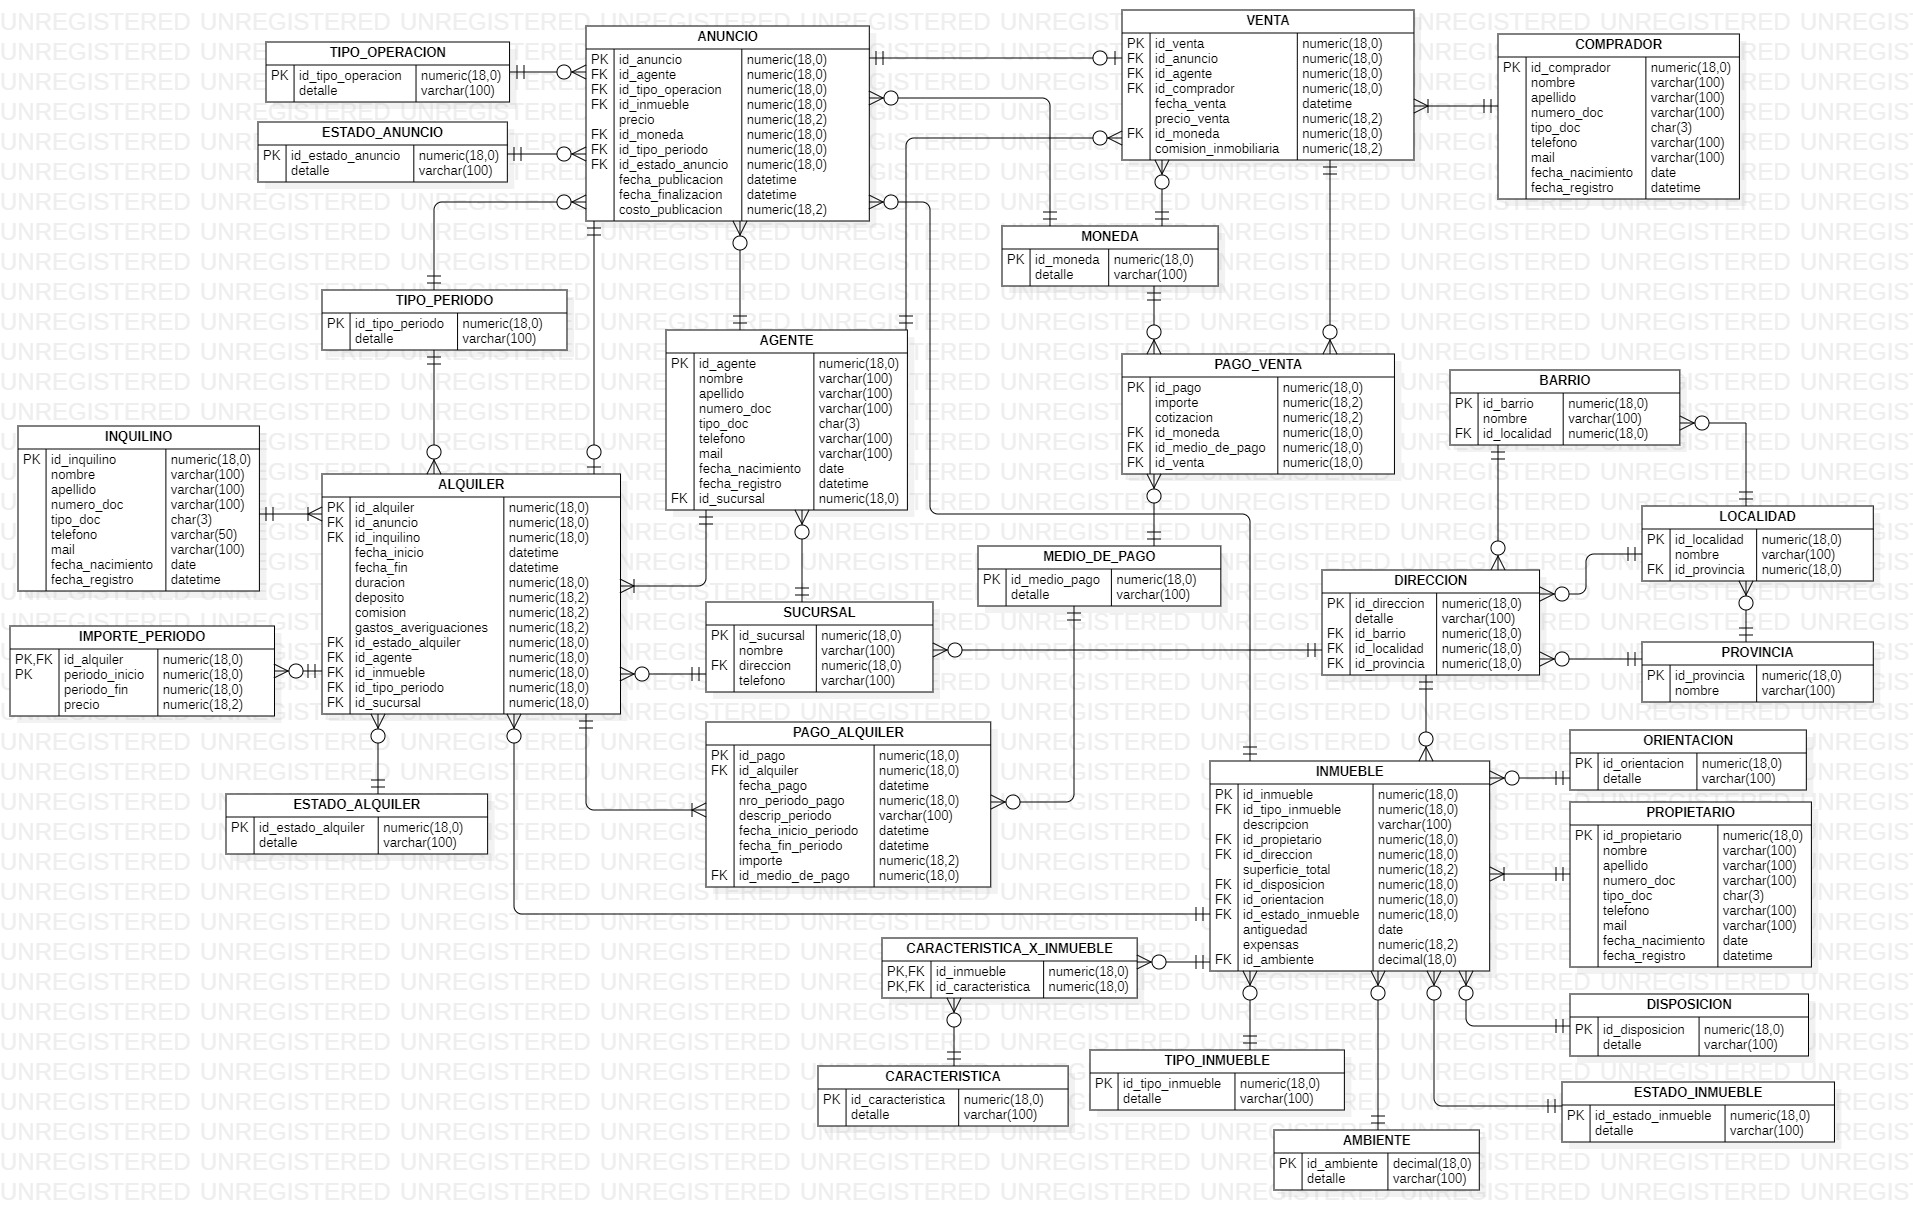 TIPO_OPERACION
PK id_tipo_operacion numeric(18,0)
detalle varchar(100)
ESTADO_ANUNCIO
PK id_estado_anuncio numeric(18,0)
detalle varchar(100)
ANUNCIO
PK id_anuncio numeric(18,0)
FK id_agente numeric(18,0)
FK id_tipo_operacion numeric(18,0)
FK id_inmueble numeric(18,0)
precio numeric(18,2)
FK id_moneda numeric(18,0)
FK id_tipo_periodo numeric(18,0)
FK id_estado_anuncio numeric(18,0)
fecha_publicacion datetime
fecha_finalizacion datetime
costo_publicacion numeric(18,2)
VENTA
PK id_venta numeric(18,0)
FK id_anuncio numeric(18,0)
FK id_agente numeric(18,0)
FK id_comprador numeric(18,0)
fecha_venta datetime
precio_venta numeric(18,2)
FK id_moneda numeric(18,0)
comision_inmobiliaria numeric(18,2)
COMPRADOR
PK id_comprador numeric(18,0)
nombre varchar(100)
apellido varchar(100)
numero_doc varchar(100)
tipo_doc char(3)
telefono varchar(100)
mail varchar(100)
fecha_nacimiento date
fecha_registro datetime
MONEDA
PK id_moneda numeric(18,0)
detalle varchar(100)
TIPO_PERIODO
PK id_tipo_periodo numeric(18,0)
detalle varchar(100)
AGENTE
PK id_agente numeric(18,0)
nombre varchar(100)
apellido varchar(100)
numero_doc varchar(100)
tipo_doc char(3)
telefono varchar(100)
mail varchar(100)
fecha_nacimiento date
fecha_registro datetime
FK id_sucursal numeric(18,0)
PAGO_VENTA
PK id_pago numeric(18,0)
importe numeric(18,2)
cotizacion numeric(18,2)
FK id_moneda numeric(18,0)
FK id_medio_de_pago numeric(18,0)
FK id_venta numeric(18,0)
BARRIO
PK id_barrio numeric(18,0)
nombre varchar(100)
FK id_localidad numeric(18,0)
INQUILINO
PK id_inquilino numeric(18,0)
nombre varchar(100)
apellido varchar(100)
numero_doc varchar(100)
tipo_doc char(3)
telefono varchar(50)
mail varchar(100)
fecha_nacimiento date
fecha_registro datetime
ALQUILER
PK id_alquiler numeric(18,0)
FK id_anuncio numeric(18,0)
FK id_inquilino numeric(18,0)
fecha_inicio datetime
fecha_fin datetime
duracion numeric(18,0)
deposito numeric(18,2)
comision numeric(18,2)
gastos_averiguaciones numeric(18,2)
FK id_estado_alquiler numeric(18,0)
FK id_agente numeric(18,0)
FK id_inmueble numeric(18,0)
FK id_tipo_periodo numeric(18,0)
FK id_sucursal numeric(18,0)
LOCALIDAD
PK id_localidad numeric(18,0)
nombre varchar(100)
FK id_provincia numeric(18,0)
MEDIO_DE_PAGO
PK id_medio_pago numeric(18,0)
detalle varchar(100)
DIRECCION
PK id_direccion numeric(18,0)
detalle varchar(100)
FK id_barrio numeric(18,0)
FK id_localidad numeric(18,0)
FK id_provincia numeric(18,0)
SUCURSAL
PK id_sucursal numeric(18,0)
nombre varchar(100)
FK direccion numeric(18,0)
telefono varchar(100)
IMPORTE_PERIODO
PK,FK id_alquiler numeric(18,0)
PK periodo_inicio numeric(18,0)
periodo_fin numeric(18,0)
precio numeric(18,2)
PROVINCIA
PK id_provincia numeric(18,0)
nombre varchar(100)
PAGO_ALQUILER
PK id_pago numeric(18,0)
FK id_alquiler numeric(18,0)
fecha_pago datetime
nro_periodo_pago numeric(18,0)
descrip_periodo varchar(100)
fecha_inicio_periodo datetime
fecha_fin_periodo datetime
importe numeric(18,2)
FK id_medio_de_pago numeric(18,0)
ORIENTACION
PK id_orientacion numeric(18,0)
detalle varchar(100)
INMUEBLE
PK id_inmueble numeric(18,0)
FK id_tipo_inmueble numeric(18,0)
descripcion varchar(100)
FK id_propietario numeric(18,0)
FK id_direccion numeric(18,0)
superficie_total numeric(18,2)
FK id_disposicion numeric(18,0)
FK id_orientacion numeric(18,0)
FK id_estado_inmueble numeric(18,0)
antiguedad date
expensas numeric(18,2)
FK id_ambiente decimal(18,0)
ESTADO_ALQUILER
PK id_estado_alquiler numeric(18,0)
detalle varchar(100)
PROPIETARIO
PK id_propietario numeric(18,0)
nombre varchar(100)
apellido varchar(100)
numero_doc varchar(100)
tipo_doc char(3)
telefono varchar(100)
mail varchar(100)
fecha_nacimiento date
fecha_registro datetime
CARACTERISTICA_X_INMUEBLE
PK,FK id_inmueble numeric(18,0)
PK,FK id_caracteristica numeric(18,0)
DISPOSICION
PK id_disposicion numeric(18,0)
detalle varchar(100)
TIPO_INMUEBLE
PK id_tipo_inmueble numeric(18,0)
detalle varchar(100)
CARACTERISTICA
PK id_caracteristica numeric(18,0)
detalle varchar(100)
ESTADO_INMUEBLE
PK id_estado_inmueble numeric(18,0)
detalle varchar(100)
AMBIENTE
PK id_ambiente decimal(18,0)
detalle varchar(100)
UNREGISTERED